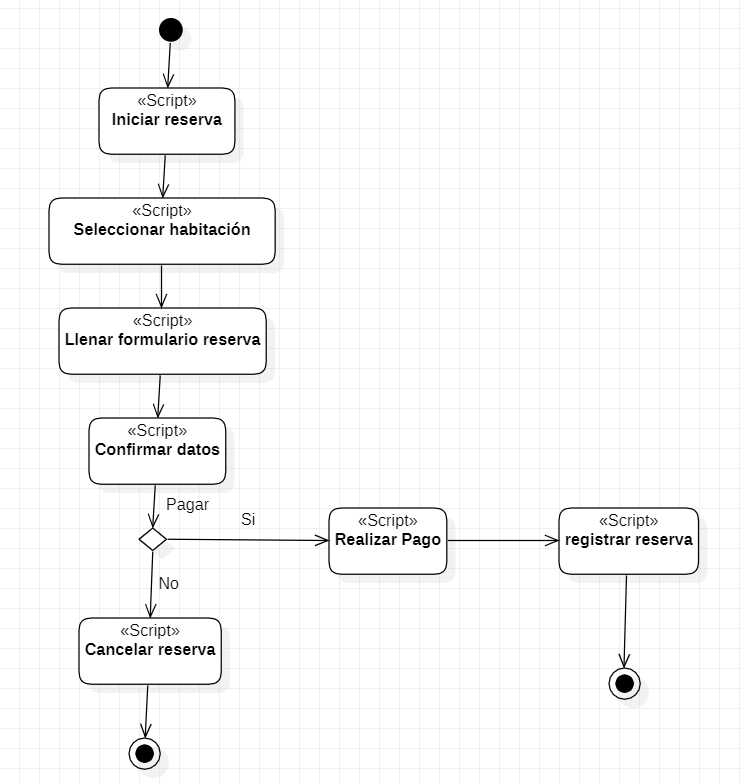 «Script»
Iniciar reserva
«Script»
Seleccionar habitación
«Script»
Llenar formulario reserva
«Script»
Confirmar datos
Pagar
Si
«Script»
Realizar Pago
«Script»
registrar reserva
No
«Script»
Cancelar reserva